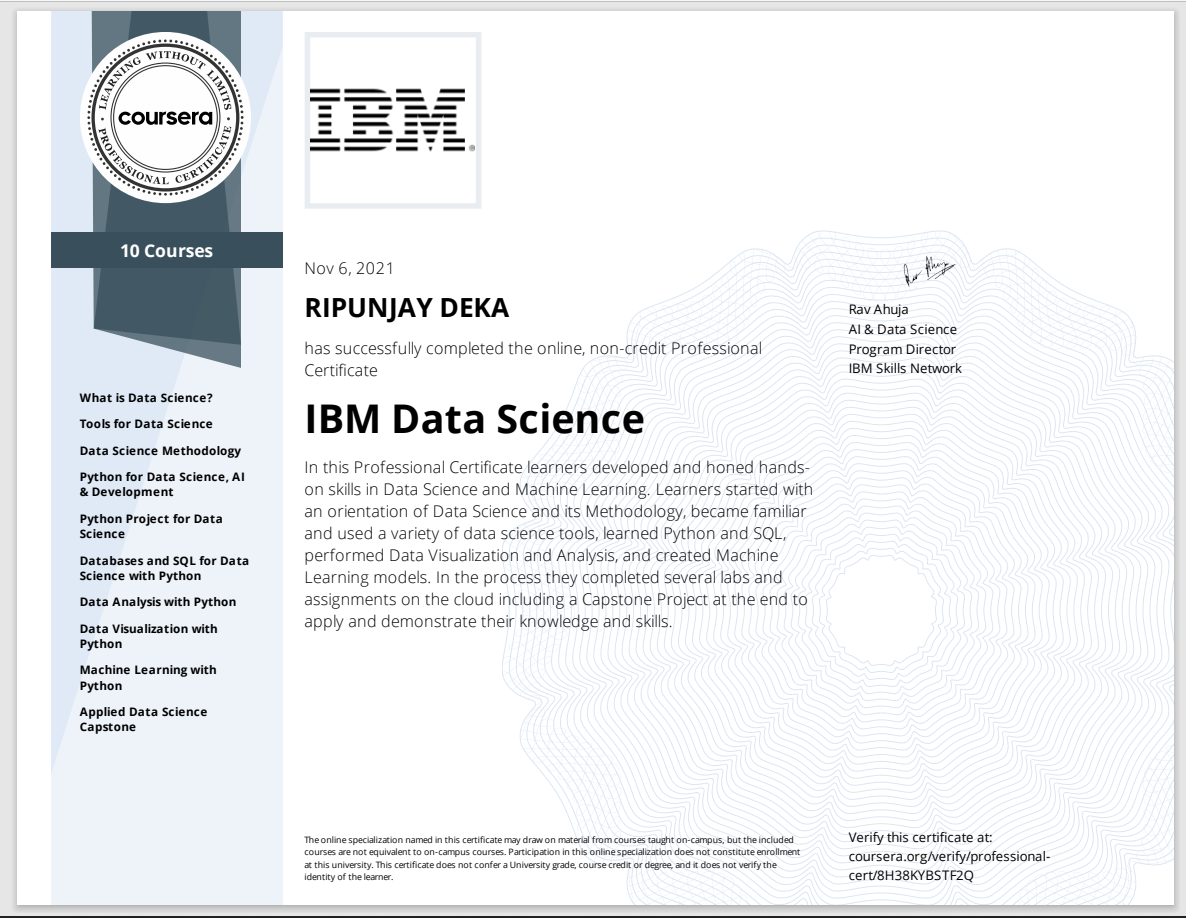 LEARNING WITHOUT LIMITS
coursera
PROFESSIONAL CERTIFICATE
10 Courses
What is Data Science?
Tools for Data Science
Data Science Methodology
Python for Data Science, AI
& Development
Python Project for Data
Science
Databases and SQL for Data
Science with Python
Data Analysis with Python
Data Visualization with
Python
Machine Learning with
Python
Applied Data Science
Capstone
IBM®
Nov 6, 2021
RIPUNJAY DEKA
has successfully completed the online, non-credit Professional
Certificate
IBM Data Science
In this Professional Certificate learners developed and honed hands-
on skills in Data Science and Machine Learning. Learners started with
an orientation of Data Science and its Methodology, became familiar
and used a variety of data science tools, learned Python and SQL,
performed Data Visualization and Analysis, and created Machine
Learning models. In the process they completed several labs and
assignments on the cloud including a Capstone Project at the end to
apply and demonstrate their knowledge and skills.
Rav Ahuja
Rav Ahuja
AI & Data Science
Program Director
IBM Skills Network
The online specialization named in this certificate may draw on material from courses taught on-campus, but the included
courses are not equivalent to on-campus courses. Participation in this online specialization does not constitute enrollment
at this university. This certificate does not confer a University grade, course credit or degree, and it does not verify the
identity of the learner.
Verify this certificate at:
coursera.org/verify/professional-
cert/8H38KYBSTF2Q